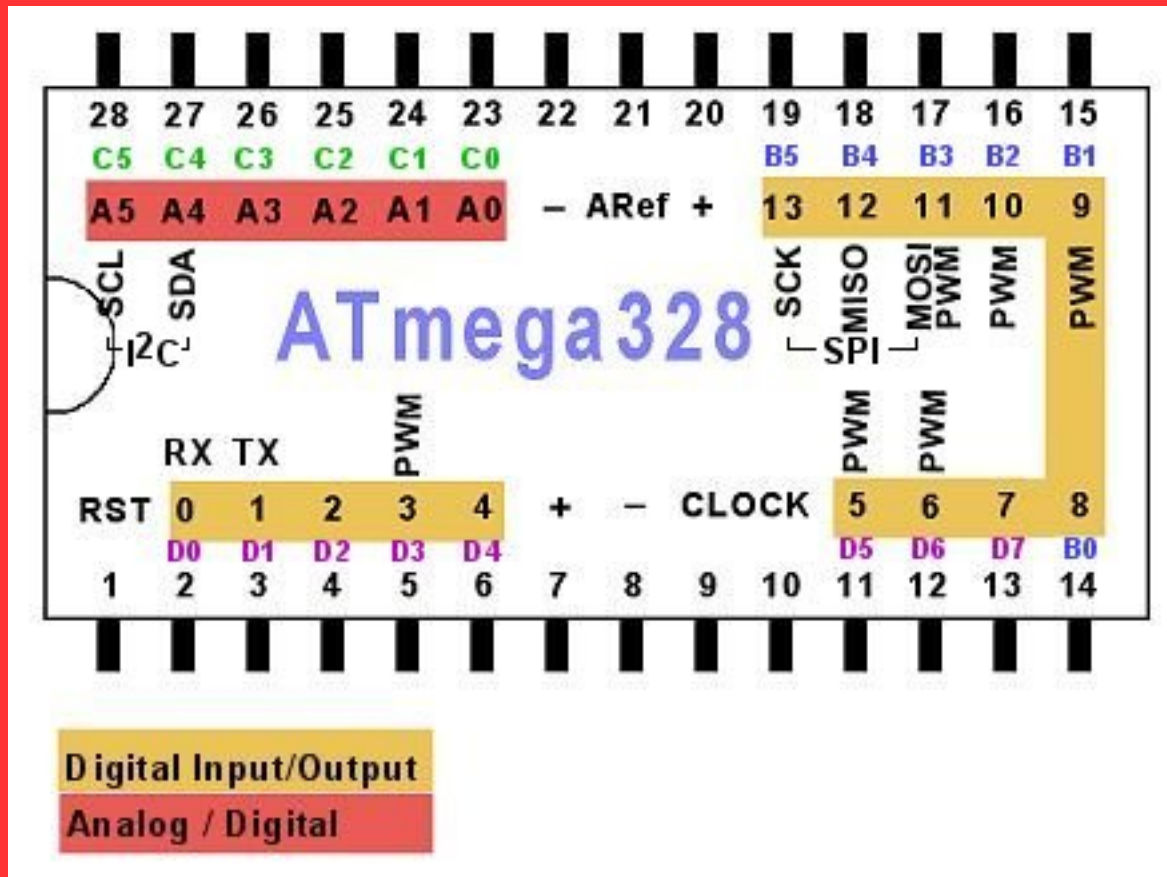 28 27 26 25 24 23 22 21 20 19 18 17 16 15
C5 C4 C3 C2 C1 C0 B5 B4 B3 B2 B1
A5 A4 A3 A2 A1 A0 – ARef + 13 12 11 10 9
SCL SDA SCK MISO MOSI PWM PWM PWM
I²C SPI
ATmega328
PWM PWM PWM
RX TX
RST 0 1 2 3 4 + – CLOCK 5 6 7 8
D0 D1 D2 D3 D4 D5 D6 D7 B0
1 2 3 4 5 6 7 8 9 10 11 12 13 14
Digital Input/Output
Analog / Digital